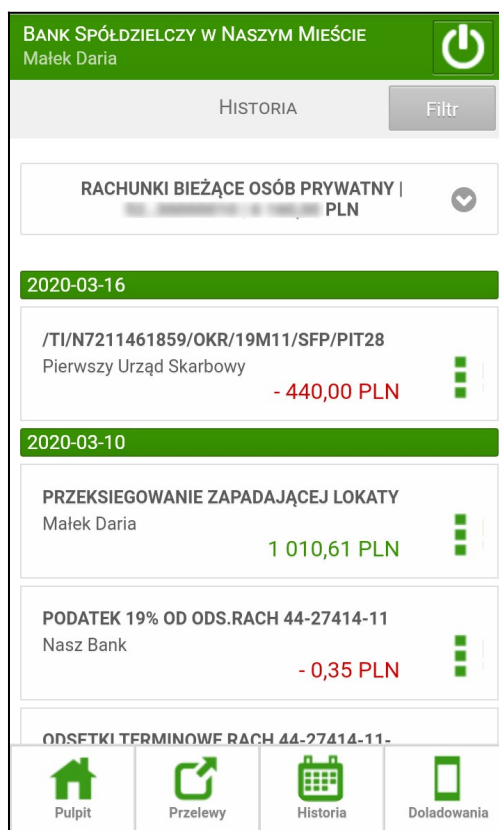 BANK SPÓŁDZIELCZY W NASZYM MIEŚCIE
Małek Daria
HISTORIA
Filtr
RACHUNKI BIEŻĄCE OSÓB PRYWATNY |
PLN
2020-03-16
/TI/N7211461859/OKR/19M11/SFP/PIT28
Pierwszy Urząd Skarbowy
- 440,00 PLN
2020-03-10
PRZEKSIEGOWANIE ZAPADAJĄCEJ LOKATY
Małek Daria
1 010,61 PLN
PODATEK 19% OD ODS.RACH 44-27414-11
Nasz Bank
- 0,35 PLN
ODSETKI TERMINOWE RACH 44-27414-11-
Pulpit
Przelewy
Historia
Doladowania